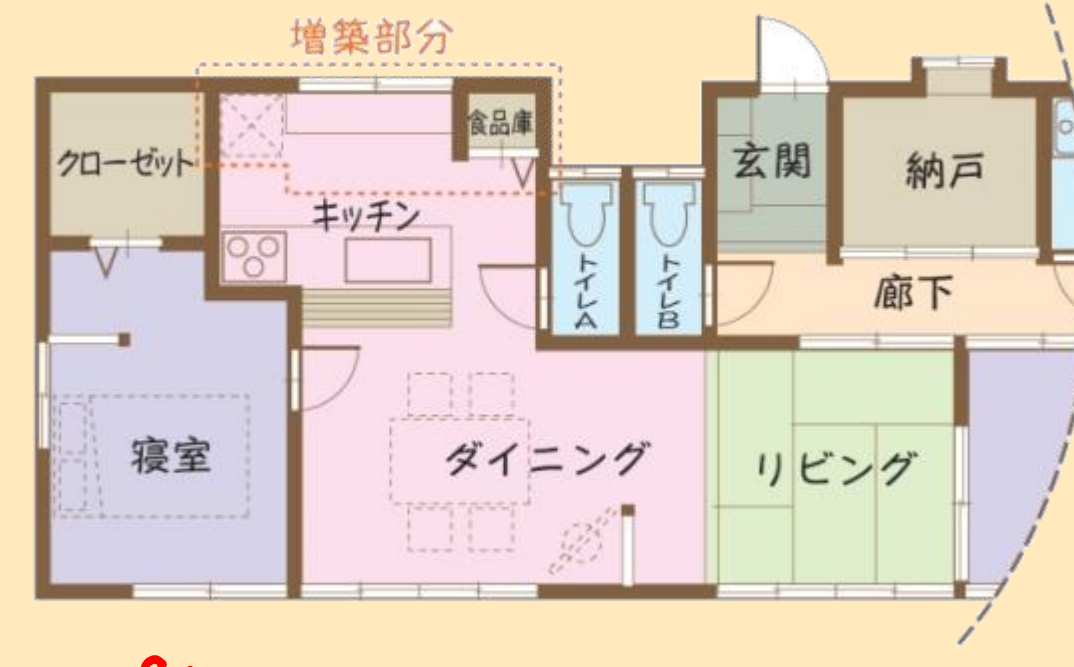 増築部分
クローゼット
食品庫
玄関
納戸
キッチン
トイレA
トイレB
廊下
寝室
ダイニング
リビング